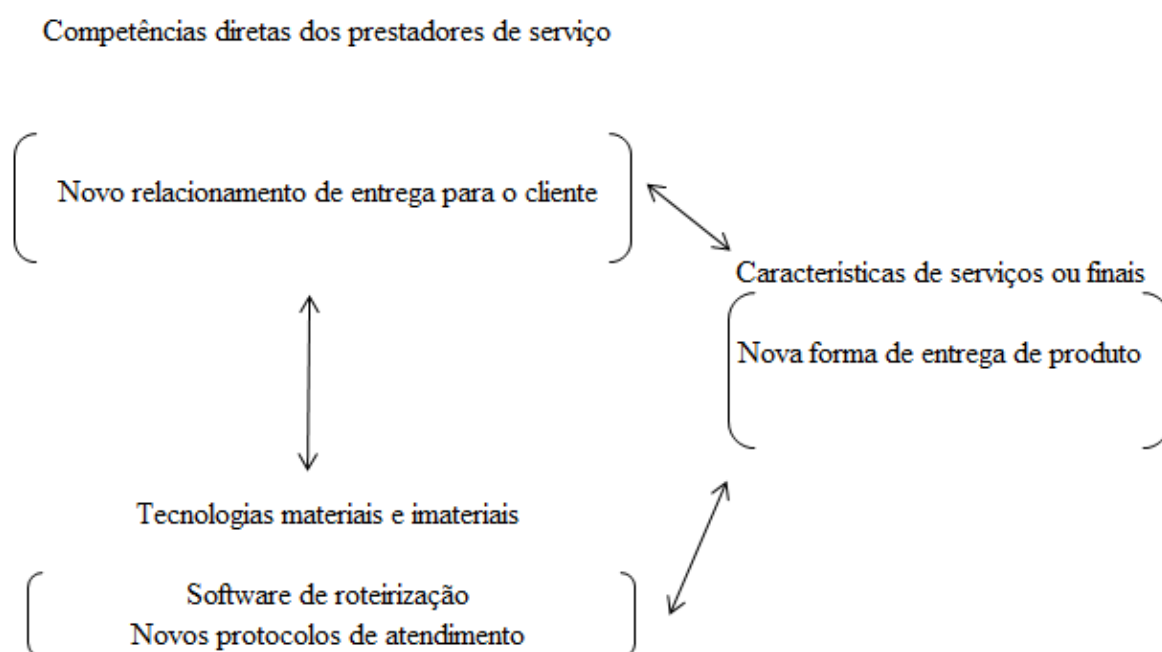 Competências diretas dos prestadores de serviço
Novo relacionamento de entrega para o cliente
Características de serviços ou finais
Nova forma de entrega de produto
Tecnologias materiais e imateriais
Software de roteirização
Novos protocolos de atendimento